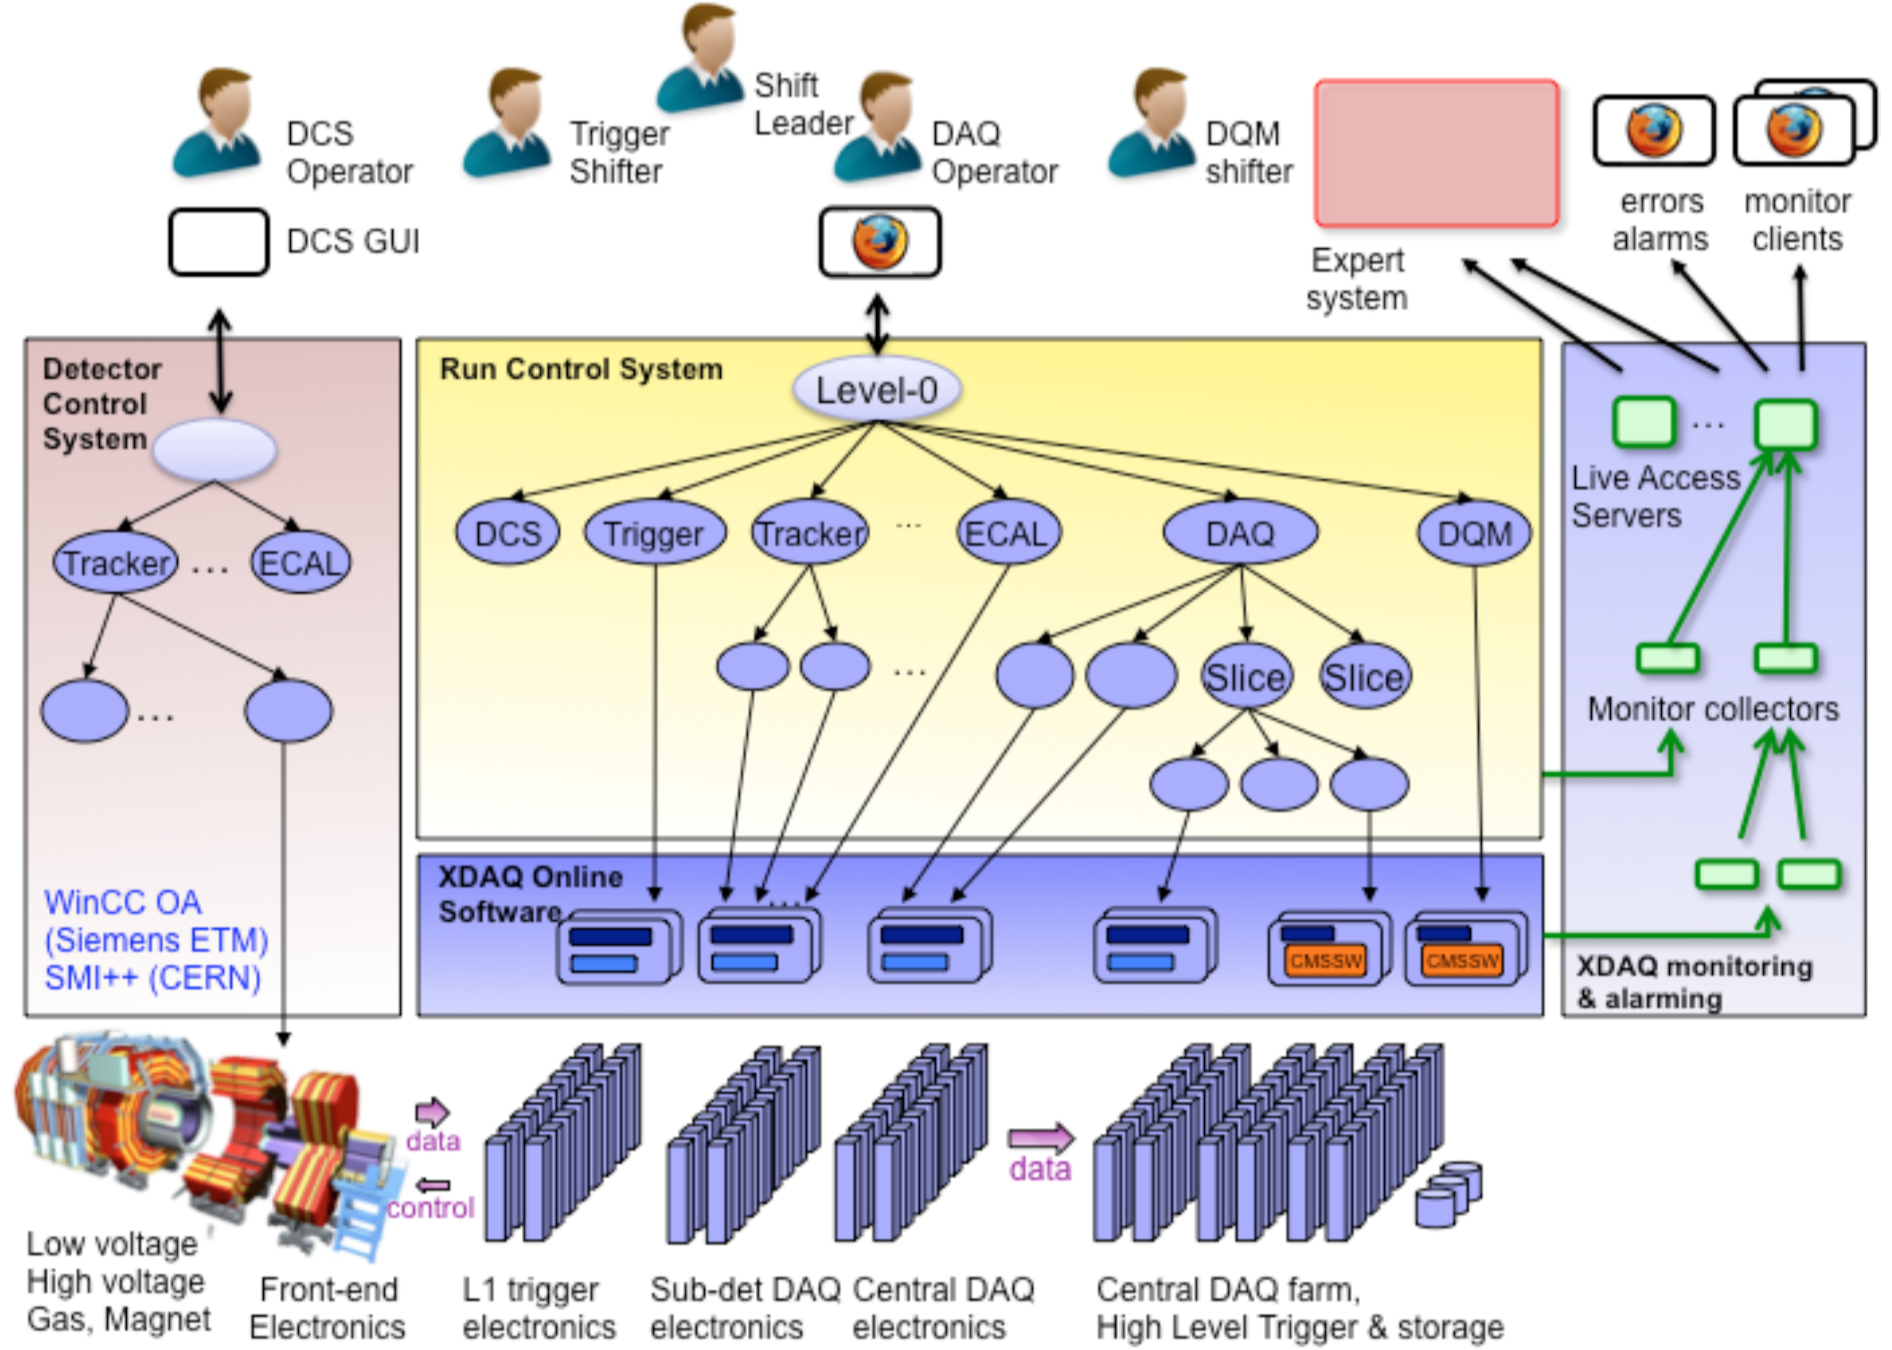 Shift
Leader
DCS
Operator
Trigger
Shifter
DAQ
Operator
DQM
shifter
DCS GUI
errors
alarms
monitor
clients
Expert
system
Detector
Control
System
Tracker
...
ECAL
...
WinCC OA
(Siemens ETM)
SMI++ (CERN)
Run Control System
Level-0
DCS
Trigger
Tracker
...
ECAL
DAQ
DQM
...
Slice
Slice
XDAQ Online
Software
...
CMSSW
CMSSW
...
Live Access
Servers
Monitor collectors
XDAQ monitoring
& alarming
data
control
data
Low voltage
High voltage
Gas, Magnet
Front-end
Electronics
L1 trigger
electronics
Sub-det DAQ
electronics
Central DAQ
electronics
Central DAQ farm,
High Level Trigger & storage